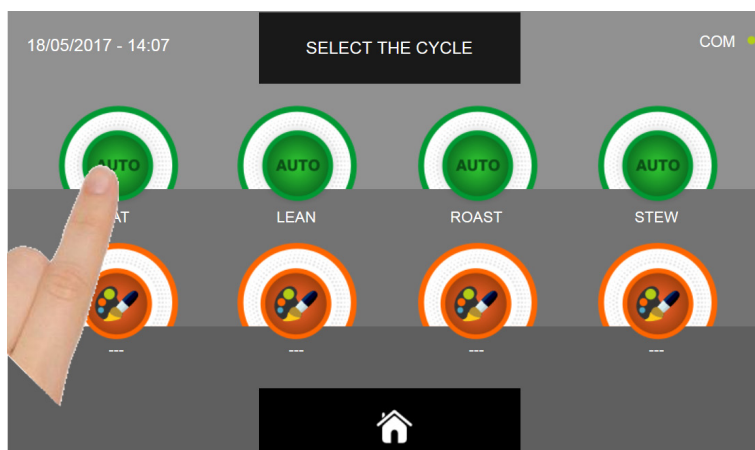 18/05/2017 - 14:07
SELECT THE CYCLE
COM
AUTO
AUTO
AUTO
AUTO
LEAN
ROAST
STEW
---
---
---
---